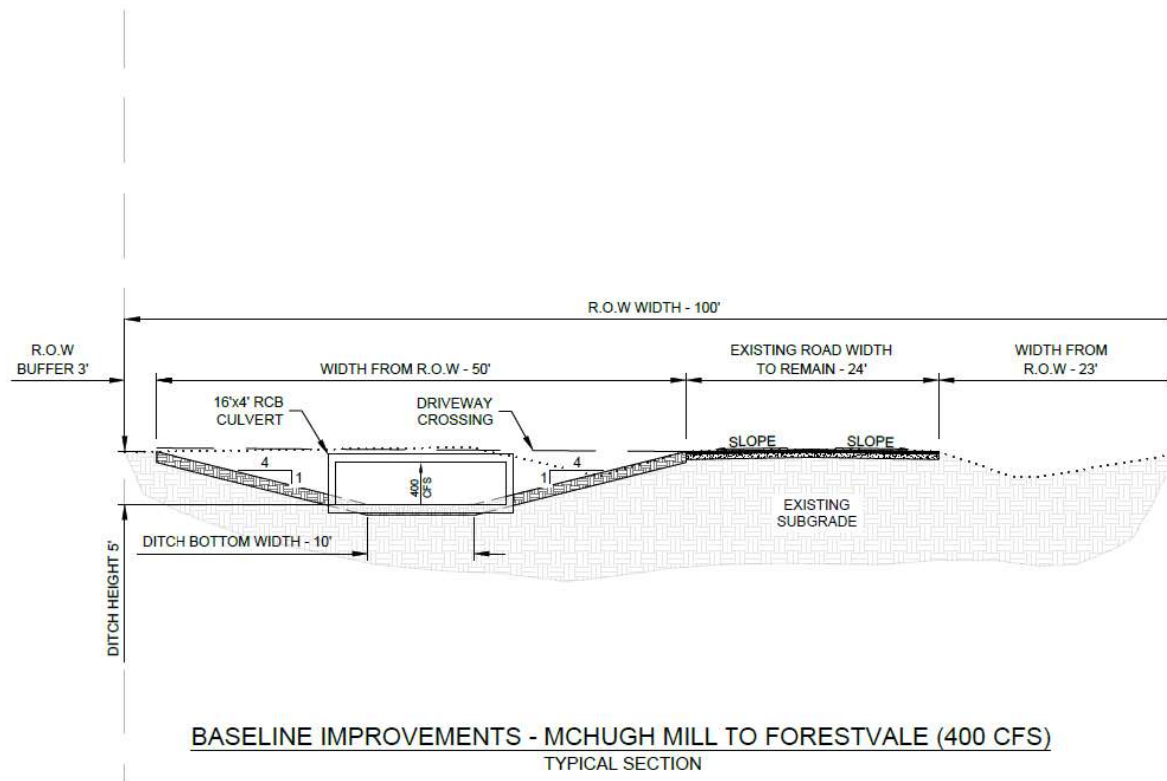 R.O.W WIDTH - 100'
R.O.W
BUFFER 3'
WIDTH FROM R.O.W - 50'
EXISTING ROAD WIDTH
TO REMAIN - 24'
WIDTH FROM
R.O.W - 23'
16'x4' RCB
CULVERT
DRIVEWAY
CROSSING
SLOPE
SLOPE
4
1
400
CFS
4
1
EXISTING
SUBGRADE
DITCH BOTTOM WIDTH - 10'
DITCH HEIGHT 5'
BASELINE IMPROVEMENTS - MCHUGH MILL TO FORESTVALE (400 CFS)
TYPICAL SECTION